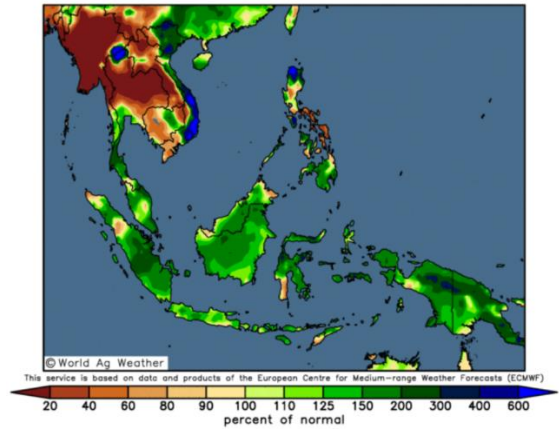 © World Ag Weather
This service is based on data and products of the European Centre for Medium-range Weather Forecasts (ECMWF)
20 40 60 80 90 100 110 125 150 200 300 400 600
percent of normal